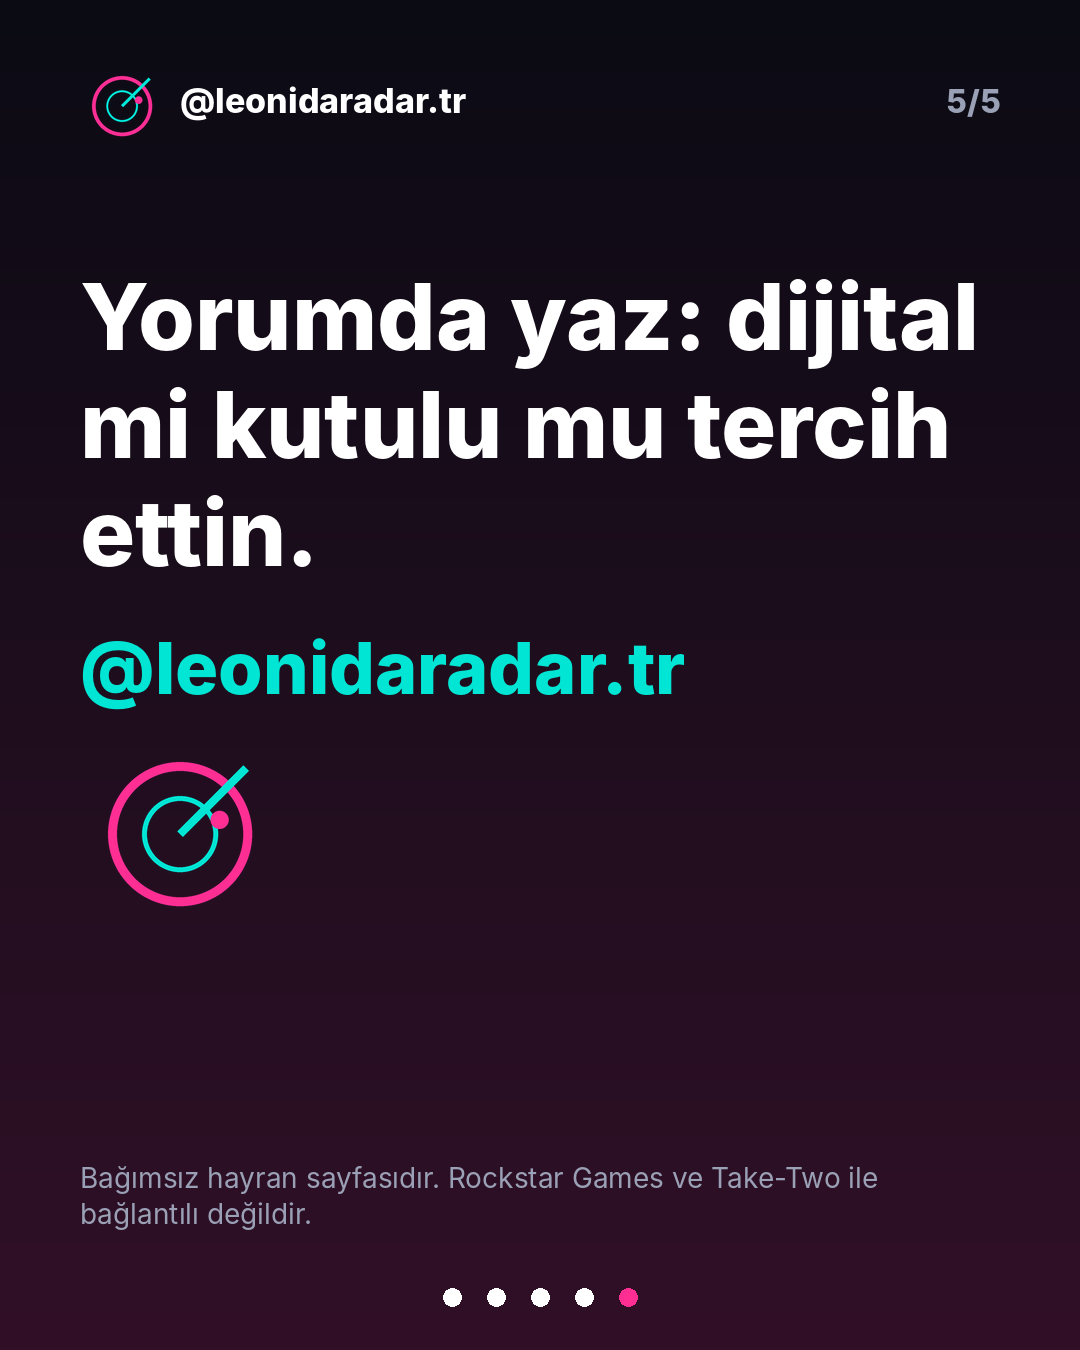 @leonidaradar.tr
5/5
Yorumda yaz: dijital
mi kutulu mu tercih
ettin.
@leonidaradar.tr
Bağımsız hayran sayfasıdır. Rockstar Games ve Take-Two ile
bağlantılı değildir.